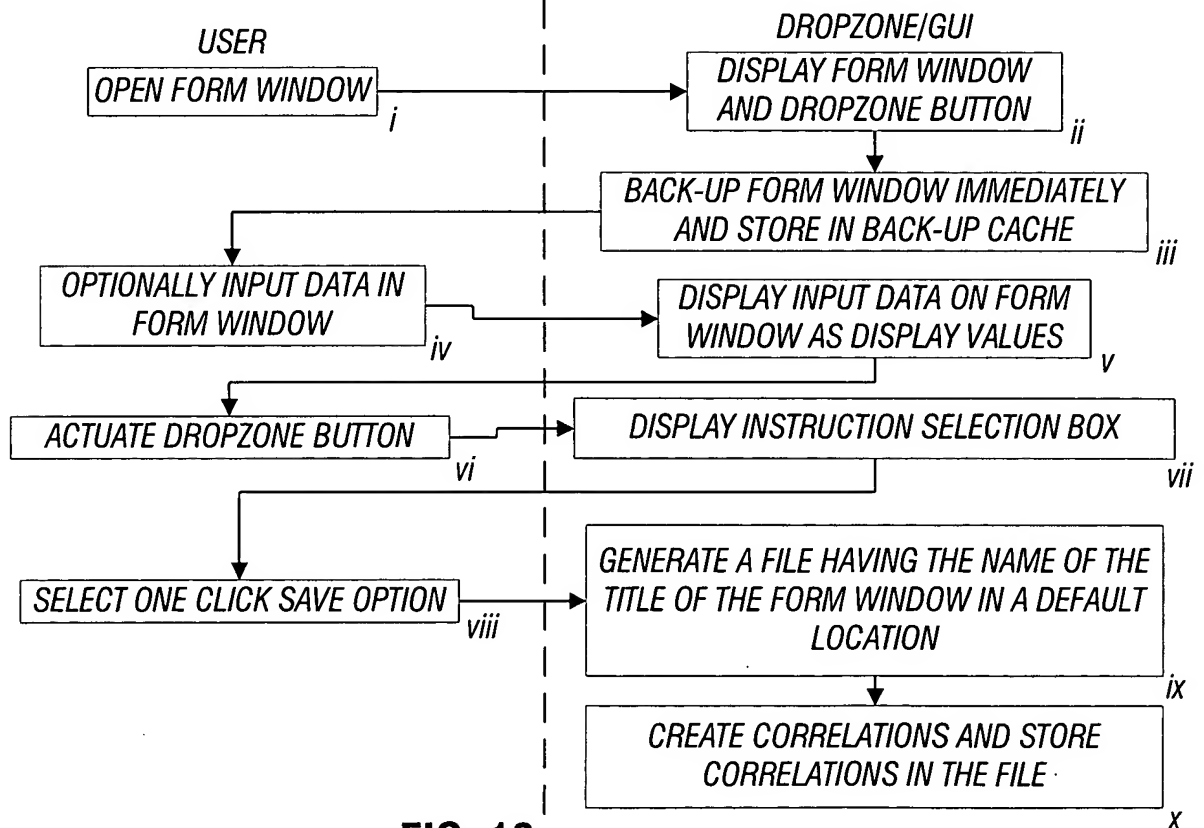 USER
DROPZONE/GUI
OPEN FORM WINDOW
i
DISPLAY FORM WINDOW
AND DROPZONE BUTTON
ii
BACK-UP FORM WINDOW IMMEDIATELY
AND STORE IN BACK-UP CACHE
iii
OPTIONALLY INPUT DATA IN
FORM WINDOW
iv
DISPLAY INPUT DATA ON FORM
WINDOW AS DISPLAY VALUES
v
ACTUATE DROPZONE BUTTON
vi
DISPLAY INSTRUCTION SELECTION BOX
vii
SELECT ONE CLICK SAVE OPTION
viii
GENERATE A FILE HAVING THE NAME OF THE
TITLE OF THE FORM WINDOW IN A DEFAULT
LOCATION
ix
CREATE CORRELATIONS AND STORE
CORRELATIONS IN THE FILE
x